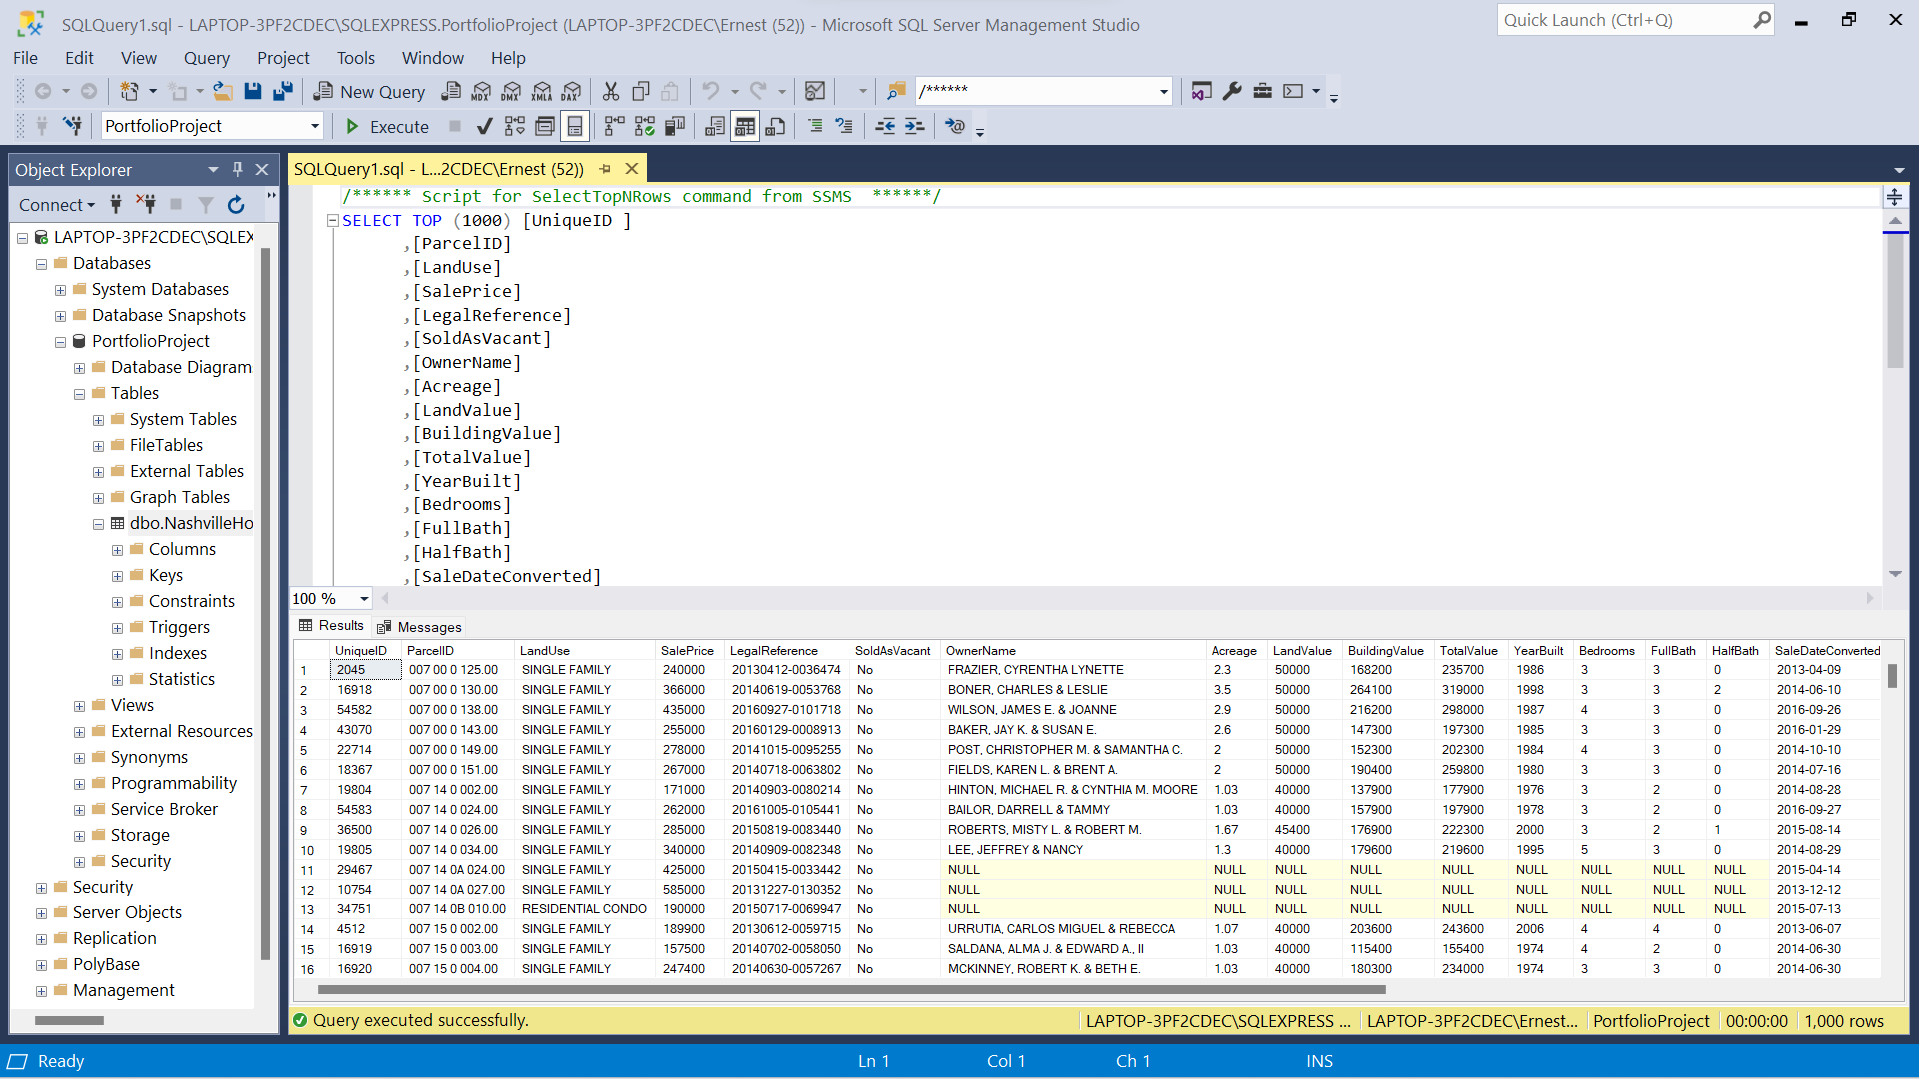 SQLQuery1.sql - LAPTOP-3PF2CDEC\SQLEXPRESS.PortfolioProject (LAPTOP-3PF2CDEC\Ernest (52)) - Microsoft SQL Server Management Studio
Quick Launch (Ctrl+Q)
File Edit View Query Project Tools Window Help
New Query MDX DMX XMLA DAX /******
PortfolioProject Execute
Object Explorer
Connect
LAPTOP-3PF2CDEC\SQLEX
Databases
System Databases
Database Snapshots
PortfolioProject
Database Diagram
Tables
System Tables
FileTables
External Tables
Graph Tables
dbo.NashvilleHo
Columns
Keys
Constraints
Triggers
Indexes
Statistics
Views
External Resources
Synonyms
Programmability
Service Broker
Storage
Security
Security
Server Objects
Replication
PolyBase
Management
SQLQuery1.sql - L...2CDEC\Ernest (52))
/****** Script for SelectTopNRows command from SSMS  ******/
SELECT TOP (1000) [UniqueID ]
,[ParcelID]
,[LandUse]
,[SalePrice]
,[LegalReference]
,[SoldAsVacant]
,[OwnerName]
,[Acreage]
,[LandValue]
,[BuildingValue]
,[TotalValue]
,[YearBuilt]
,[Bedrooms]
,[FullBath]
,[HalfBath]
,[SaleDateConverted]
100 %
Results Messages
UniqueID ParcelID LandUse SalePrice LegalReference SoldAsVacant OwnerName Acreage LandValue BuildingValue TotalValue YearBuilt Bedrooms FullBath HalfBath SaleDateConverted
1 2045 007 00 0 125.00 SINGLE FAMILY 240000 20130412-0036474 No FRAZIER, CYRENTHA LYNETTE 2.3 50000 168200 235700 1986 3 3 0 2013-04-09
2 16918 007 00 0 130.00 SINGLE FAMILY 366000 20140619-0053768 No BONER, CHARLES & LESLIE 3.5 50000 264100 319000 1998 3 3 2 2014-06-10
3 54582 007 00 0 138.00 SINGLE FAMILY 435000 20160927-0101718 No WILSON, JAMES E. & JOANNE 2.9 50000 216200 298000 1987 4 3 0 2016-09-26
4 43070 007 00 0 143.00 SINGLE FAMILY 255000 20160129-0008913 No BAKER, JAY K. & SUSAN E. 2.6 50000 147300 197300 1985 3 3 0 2016-01-29
5 22714 007 00 0 149.00 SINGLE FAMILY 278000 20141015-0095255 No POST, CHRISTOPHER M. & SAMANTHA C. 2 50000 152300 202300 1984 4 3 0 2014-10-10
6 18367 007 00 0 151.00 SINGLE FAMILY 267000 20140718-0063802 No FIELDS, KAREN L. & BRENT A. 2 50000 190400 259800 1980 3 3 0 2014-07-16
7 19804 007 14 0 002.00 SINGLE FAMILY 171000 20140903-0080214 No HINTON, MICHAEL R. & CYNTHIA M. MOORE 1.03 40000 137900 177900 1976 3 2 0 2014-08-28
8 54583 007 14 0 024.00 SINGLE FAMILY 262000 20161005-0105441 No BAILOR, DARRELL & TAMMY 1.03 40000 157900 197900 1978 3 2 0 2016-09-27
9 36500 007 14 0 026.00 SINGLE FAMILY 285000 20150819-0083440 No ROBERTS, MISTY L. & ROBERT M. 1.67 45400 176900 222300 2000 3 2 1 2015-08-14
10 19805 007 14 0 034.00 SINGLE FAMILY 340000 20140909-0082348 No LEE, JEFFREY & NANCY 1.3 40000 179600 219600 1995 5 3 0 2014-08-29
11 29467 007 14 0A 024.00 SINGLE FAMILY 425000 20150415-0033442 No NULL NULL NULL NULL NULL NULL NULL NULL NULL 2015-04-14
12 10754 007 14 0A 027.00 SINGLE FAMILY 585000 20131227-0130352 No NULL NULL NULL NULL NULL NULL NULL NULL NULL 2013-12-12
13 34751 007 14 0B 010.00 RESIDENTIAL CONDO 190000 20150717-0069947 No NULL NULL NULL NULL NULL NULL NULL NULL NULL 2015-07-13
14 4512 007 15 0 002.00 SINGLE FAMILY 189900 20130612-0059715 No URRUTIA, CARLOS MIGUEL & REBECCA 1.07 40000 203600 243600 2006 4 4 0 2013-06-07
15 16919 007 15 0 003.00 SINGLE FAMILY 157500 20140702-0058050 No SALDANA, ALMA J. & EDWARD A., II 1.03 40000 115400 155400 1974 4 2 0 2014-06-30
16 16920 007 15 0 004.00 SINGLE FAMILY 247400 20140630-0057267 No MCKINNEY, ROBERT K. & BETH E. 1.03 40000 180300 234000 1974 3 3 0 2014-06-30
Query executed successfully. LAPTOP-3PF2CDEC\SQLEXPRESS ... LAPTOP-3PF2CDEC\Ernest... PortfolioProject 00:00:00 1,000 rows
Ready Ln 1 Col 1 Ch 1 INS